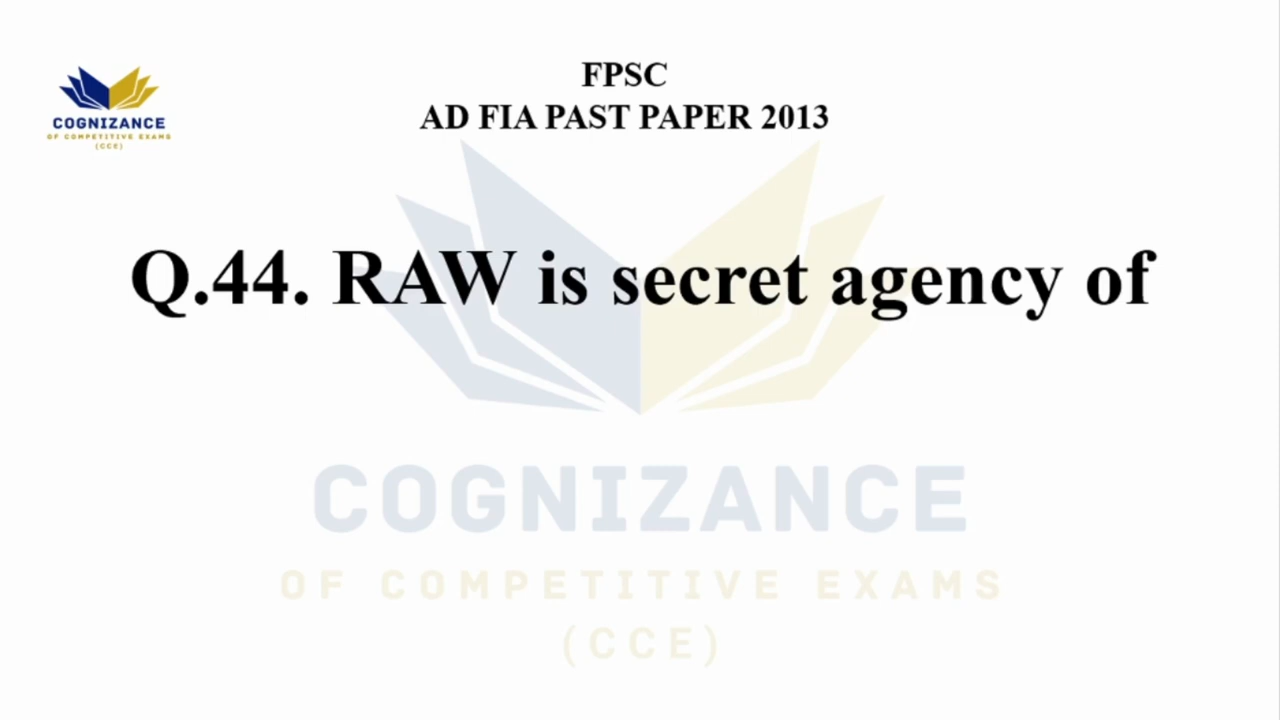 COGNIZANCE
OF COMPETITIVE EXAMS
(CCE)
FPSC
AD FIA PAST PAPER 2013
Q.44. RAW is secret agency of
COGNIZANCE
OF COMPETITIVE EXAMS
(CCE)